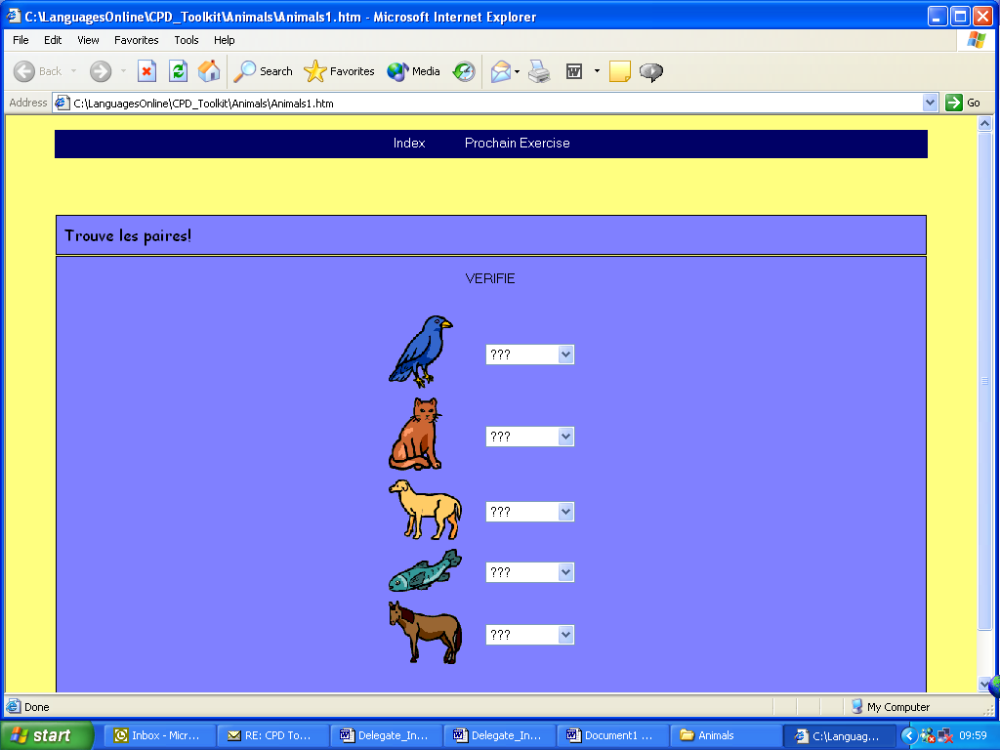 C:\LanguagesOnline\CPD_Toolkit\Animals\Animals1.htm - Microsoft Internet Explorer
File Edit View Favorites Tools Help
Back Search Favorites Media
Address C:\LanguagesOnline\CPD_Toolkit\Animals\Animals1.htm Go
Index Prochain Exercise
Trouve les paires!
VERIFIE
???
???
???
???
???
Done My Computer
start Inbox - Micr... RE: CPD To... Delegate_In... Delegate_In... Document1 ... Animals C:\Languag... 09:59